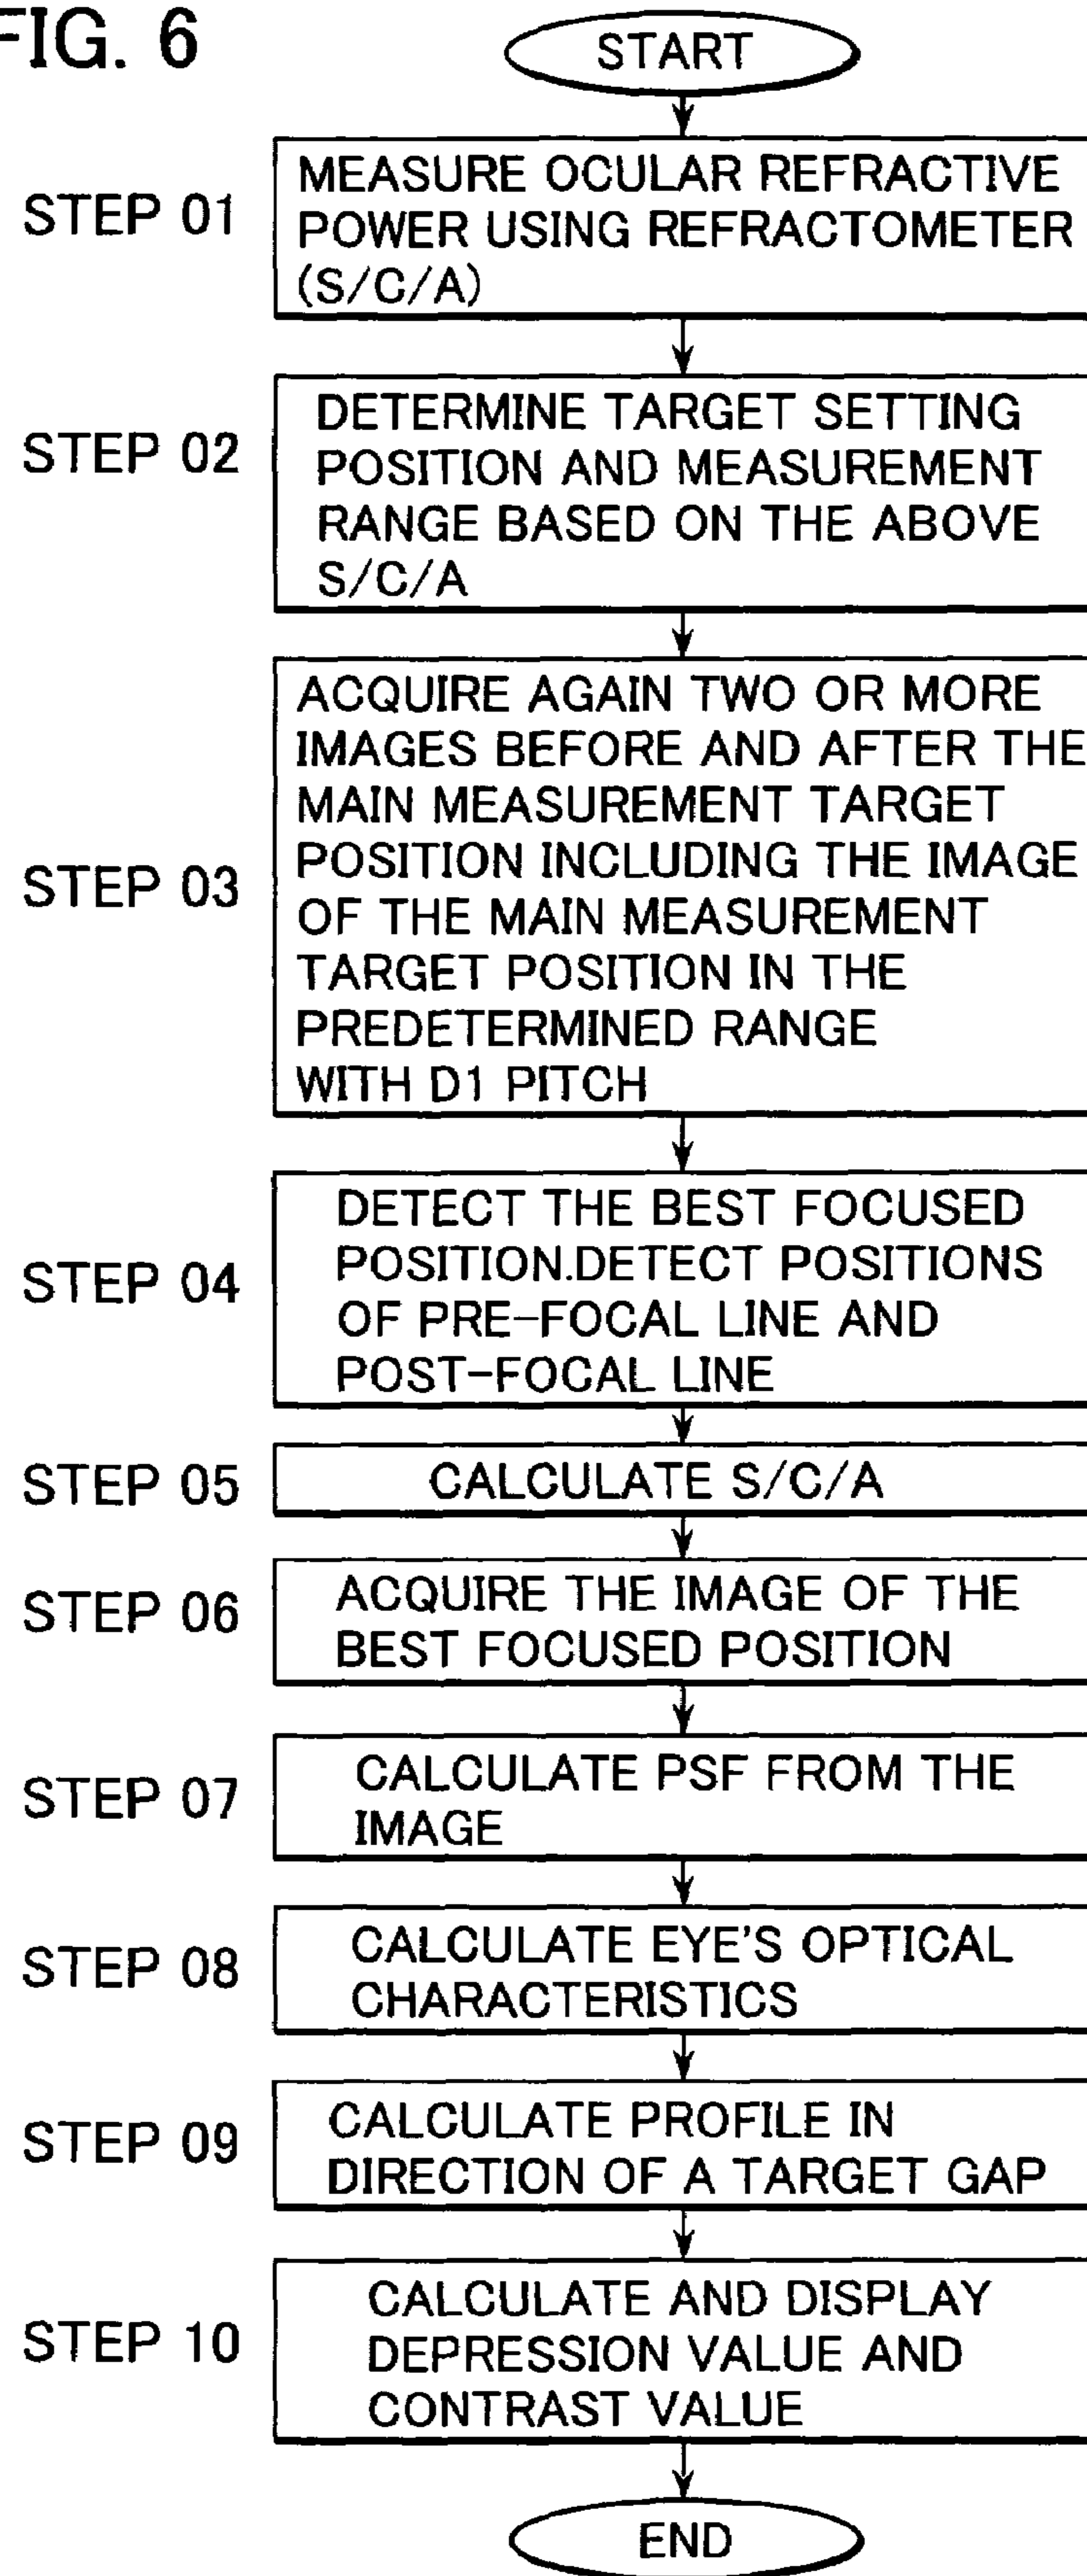 FIG. 6
START
STEP 01
MEASURE OCULAR REFRACTIVE
POWER USING REFRACTOMETER
(S/C/A)
STEP 02
DETERMINE TARGET SETTING
POSITION AND MEASUREMENT
RANGE BASED ON THE ABOVE
S/C/A
STEP 03
ACQUIRE AGAIN TWO OR MORE
IMAGES BEFORE AND AFTER THE
MAIN MEASUREMENT TARGET
POSITION INCLUDING THE IMAGE
OF THE MAIN MEASUREMENT
TARGET POSITION IN THE
PREDETERMINED RANGE
WITH D1 PITCH
STEP 04
DETECT THE BEST FOCUSED
POSITION.DETECT POSITIONS
OF PRE-FOCAL LINE AND
POST-FOCAL LINE
STEP 05
CALCULATE S/C/A
STEP 06
ACQUIRE THE IMAGE OF THE
BEST FOCUSED POSITION
STEP 07
CALCULATE PSF FROM THE
IMAGE
STEP 08
CALCULATE EYE'S OPTICAL
CHARACTERISTICS
STEP 09
CALCULATE PROFILE IN
DIRECTION OF A TARGET GAP
STEP 10
CALCULATE AND DISPLAY
DEPRESSION VALUE AND
CONTRAST VALUE
END